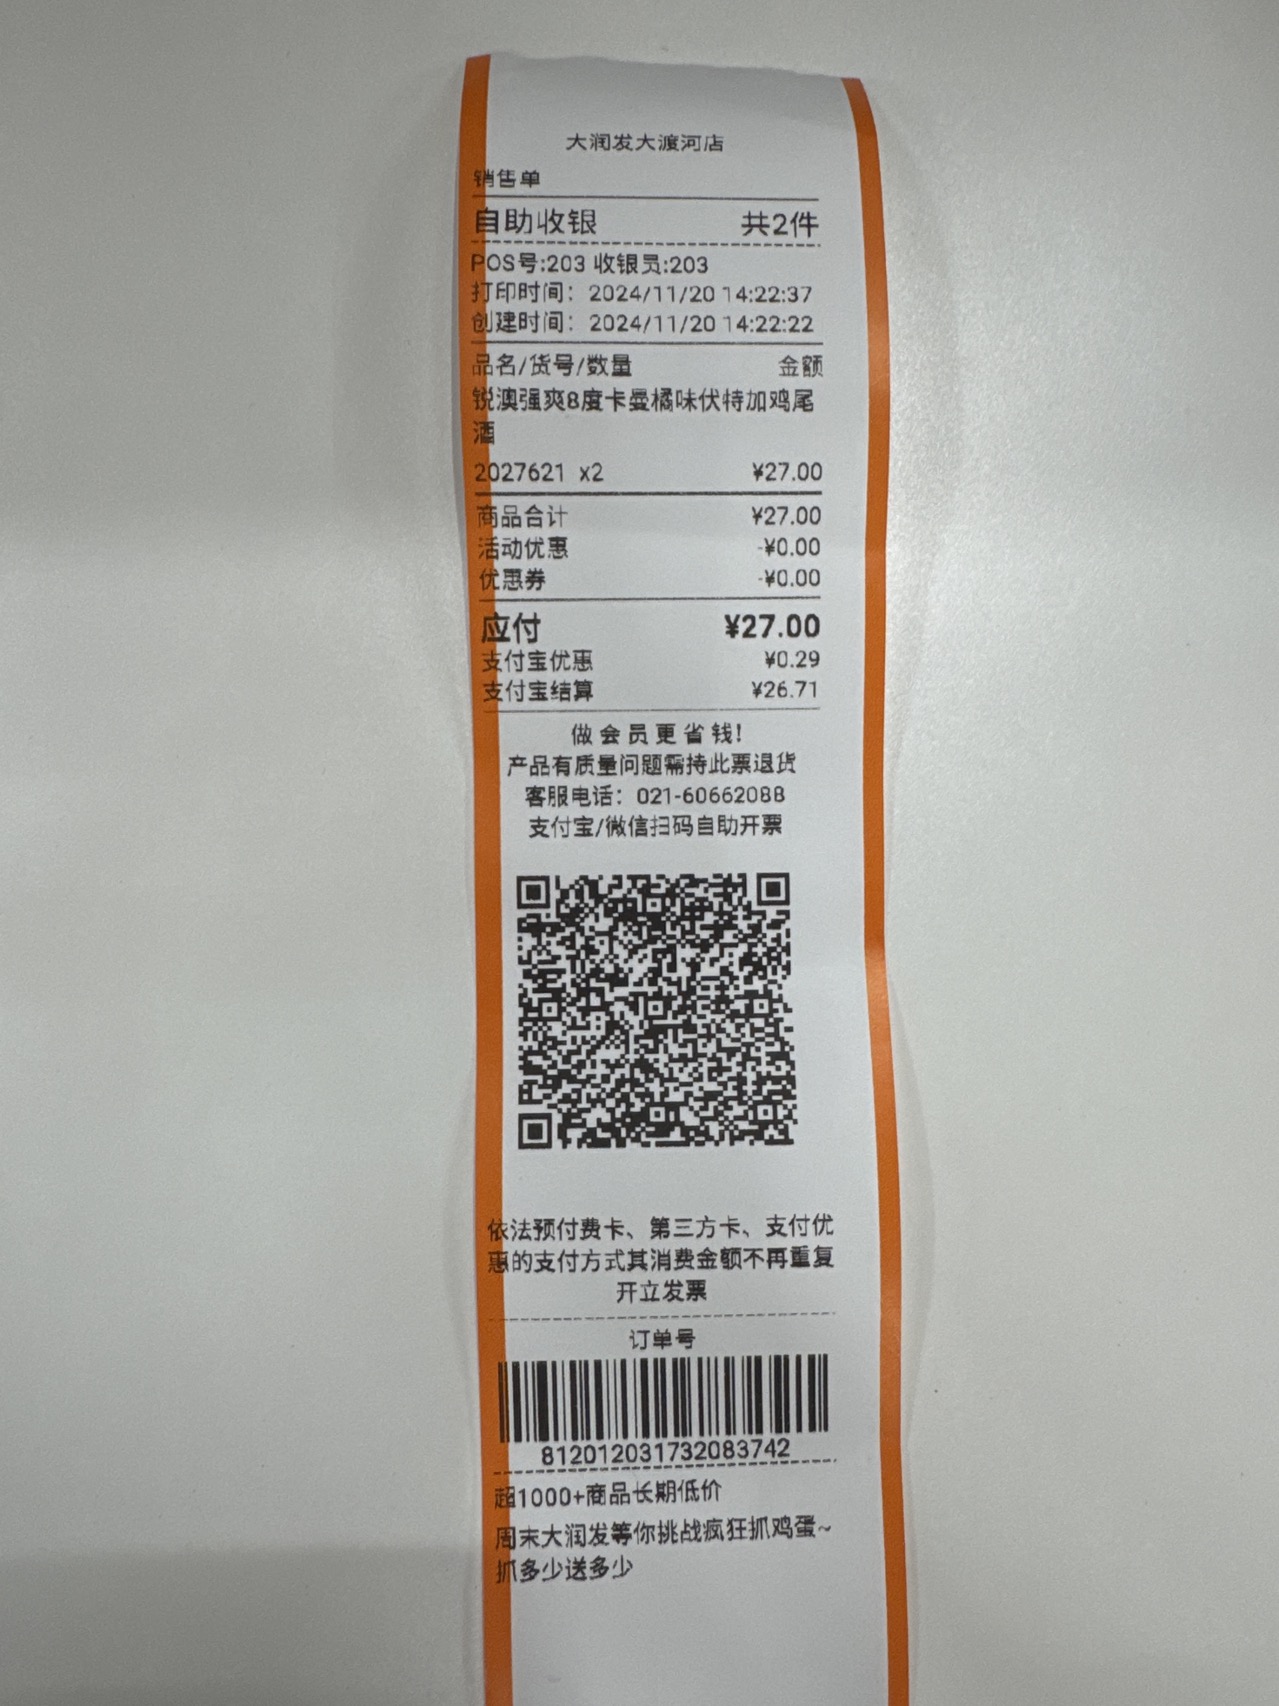 大润发大渡河店
销售单
自助收银 共2件
POS号:203 收银员:203
打印时间：2024/11/20 14:22:37
创建时间：2024/11/20 14:22:22
品名/货号/数量 金额
锐澳强爽8度卡曼橘味伏特加鸡尾
酒
2027621 x2 ¥27.00
商品合计 ¥27.00
活动优惠 -¥0.00
优惠券 -¥0.00
应付 ¥27.00
支付宝优惠 ¥0.29
支付宝结算 ¥26.71
做会员更省钱!
产品有质量问题需持此票退货
客服电话：021-60662088
支付宝/微信扫码自助开票
依法预付费卡、第三方卡、支付优
惠的支付方式其消费金额不再重复
开立发票
订单号
812012031732083742
超1000+商品长期低价
周末大润发等你挑战疯狂抓鸡蛋~
抓多少送多少